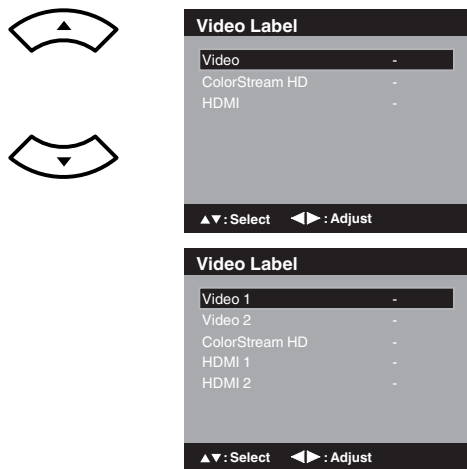 Video Label
Video -
ColorStream HD -
HDMI -
▲▼: Select ◀▶ : Adjust
Video Label
Video 1 -
Video 2 -
ColorStream HD -
HDMI 1 -
HDMI 2 -
▲▼: Select ◀▶ : Adjust